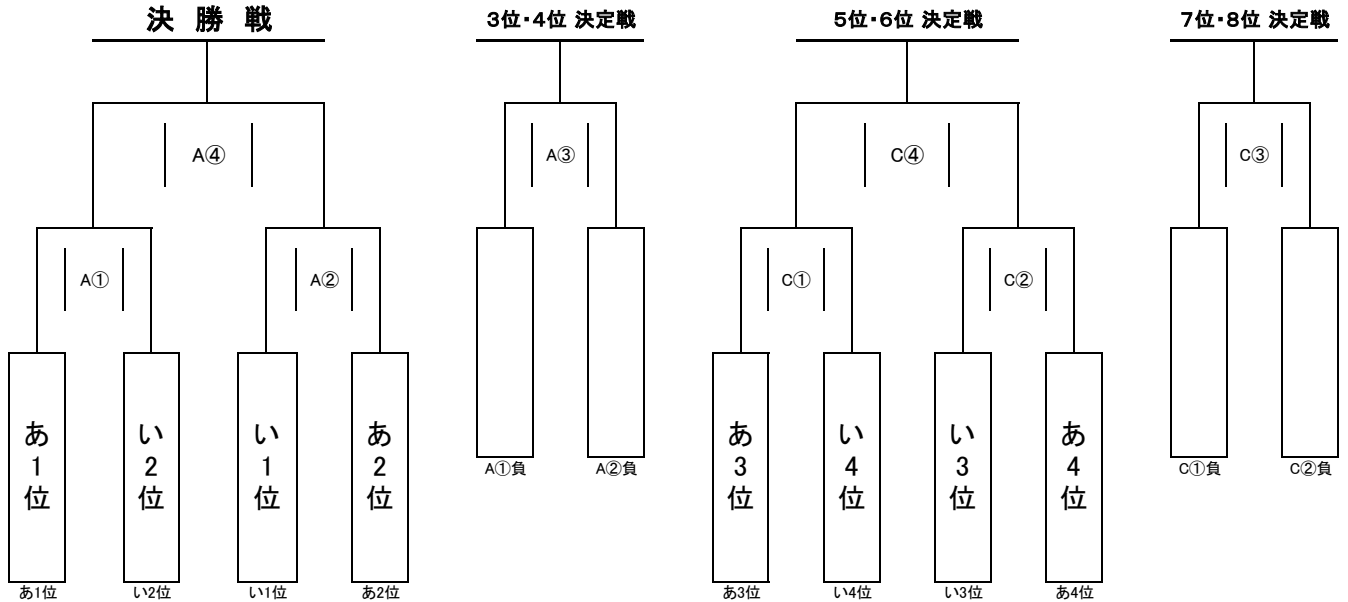 決 勝 戦
3位・4位 決定戦
5位・6位 決定戦
7位・8位 決定戦
A④
A③
C④
C③
A①
A②
C①
C②
あ1位
い2位
い1位
あ2位
あ3位
い4位
い3位
あ4位
A①負
A②負
C①負
C②負
あ1位
い2位
い1位
あ2位
あ3位
い4位
い3位
あ4位